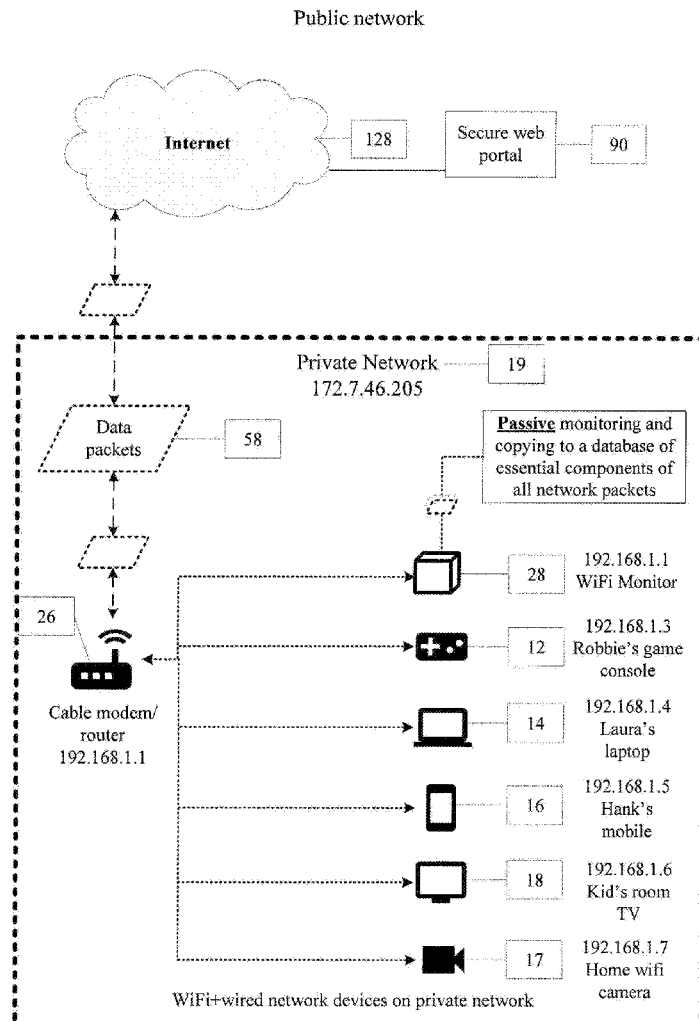 Public network
Internet
128
Secure web
portal
90
Private Network
172.7.46.205
19
Data
packets
58
Passive monitoring and
copying to a database of
essential components of
all network packets
26
Cable modem/
router
192.168.1.1
28
192.168.1.1
WiFi Monitor
12
192.168.1.3
Robbie's game
console
14
192.168.1.4
Laura's
laptop
16
192.168.1.5
Hank's
mobile
18
192.168.1.6
Kid's room
TV
17
192.168.1.7
Home wifi
camera
WiFi+wired network devices on private network